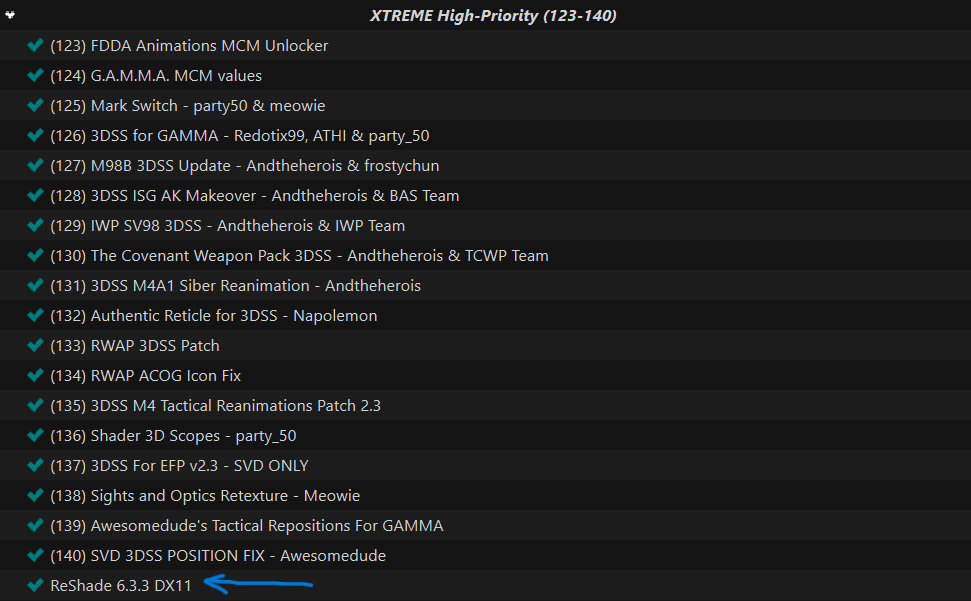 XTREME High-Priority (123-140)
(123) FDDA Animations MCM Unlocker
(124) G.A.M.M.A. MCM values
(125) Mark Switch - party50 & meowie
(126) 3DSS for GAMMA - Redotix99, ATHI & party_50
(127) M98B 3DSS Update - Andtheherois & frostychun
(128) 3DSS ISG AK Makeover - Andtheherois & BAS Team
(129) IWP SV98 3DSS - Andtheherois & IWP Team
(130) The Covenant Weapon Pack 3DSS - Andtheherois & TCWP Team
(131) 3DSS M4A1 Siber Reanimation - Andtheherois
(132) Authentic Reticle for 3DSS - Napolemon
(133) RWAP 3DSS Patch
(134) RWAP ACOG Icon Fix
(135) 3DSS M4 Tactical Reanimations Patch 2.3
(136) Shader 3D Scopes - party_50
(137) 3DSS For EFP v2.3 - SVD ONLY
(138) Sights and Optics Retexture - Meowie
(139) Awesomedude's Tactical Repositions For GAMMA
(140) SVD 3DSS POSITION FIX - Awesomedude
ReShade 6.3.3 DX11